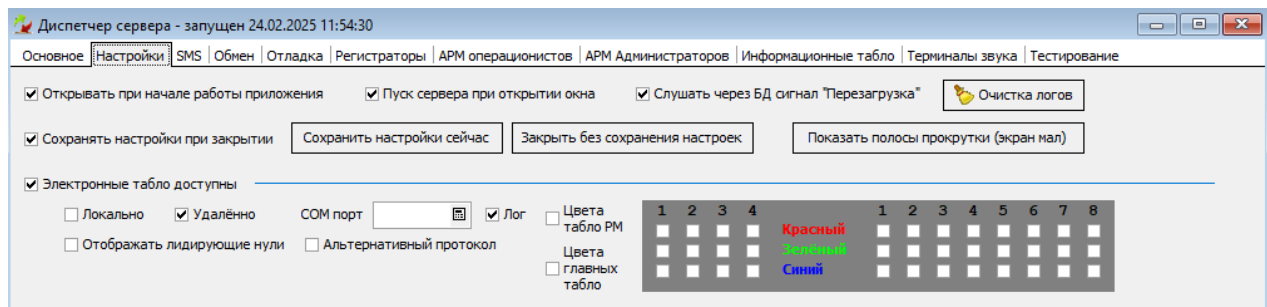 Диспетчер сервера - запущен 24.02.2025 11:54:30
Основное Настройки SMS Обмен Отладка Регистраторы АРМ операционистов АРМ Администраторов Информационные табло Терминалы звука Тестирование
Открывать при начале работы приложения Пуск сервера при открытии окна Слушать через БД сигнал "Перезагрузка" Очистка логов
Сохранять настройки при закрытии Сохранить настройки сейчас Закрыть без сохранения настроек Показать полосы прокрутки (экран мал)
Электронные табло доступны
Локально Удалённо COM порт Лог
Отображать лидирующие нули Альтернативный протокол
Цвета
табло РМ
Цвета
главных
табло
1 2 3 4 1 2 3 4 5 6 7 8
Красный
Зелёный
Синий